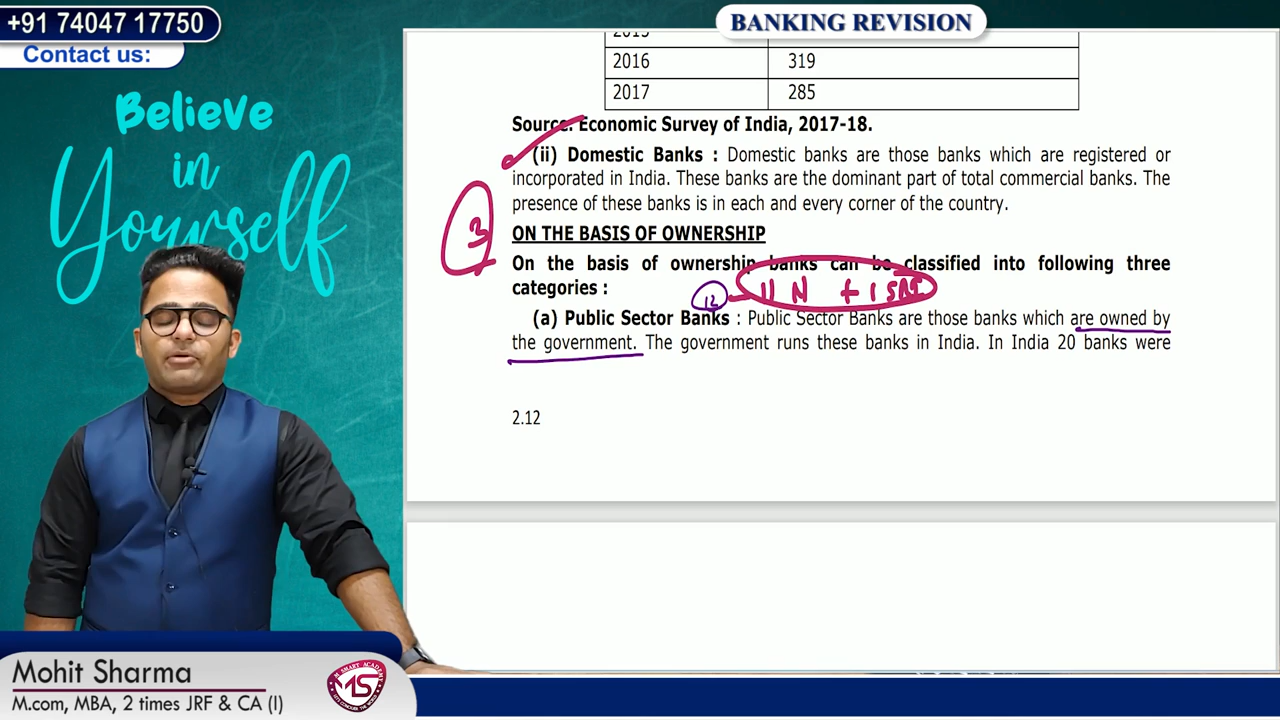 +91 74047 17750
Contact us:
BANKING REVISION
Believe
in
Yourself
2016 319
2017 285
Source: Economic Survey of India, 2017-18.
(ii) Domestic Banks : Domestic banks are those banks which are registered or
incorporated in India. These banks are the dominant part of total commercial banks. The
presence of these banks is in each and every corner of the country.
3
ON THE BASIS OF OWNERSHIP
On the basis of ownership banks can be classified into following three
categories :
12 11 N + 1 SBI
(a) Public Sector Banks : Public Sector Banks are those banks which are owned by
the government. The government runs these banks in India. In India 20 banks were
2.12
Mohit Sharma
M.com, MBA, 2 times JRF & CA (I)
MS